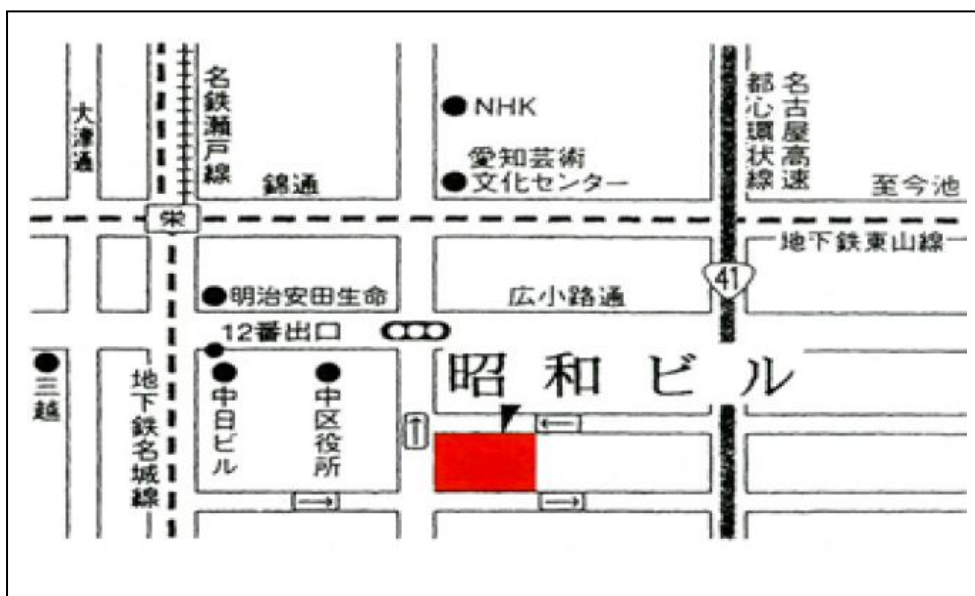 大津通
名鉄瀬戸線
NHK
愛知芸術
文化センター
名古屋高速
都心環状線
錦通
至今池
栄
地下鉄東山線
41
明治安田生命
広小路通
12番出口
昭和ビル
三越
地下鉄名城線
中日ビル
中区役所
↑
←
→
→